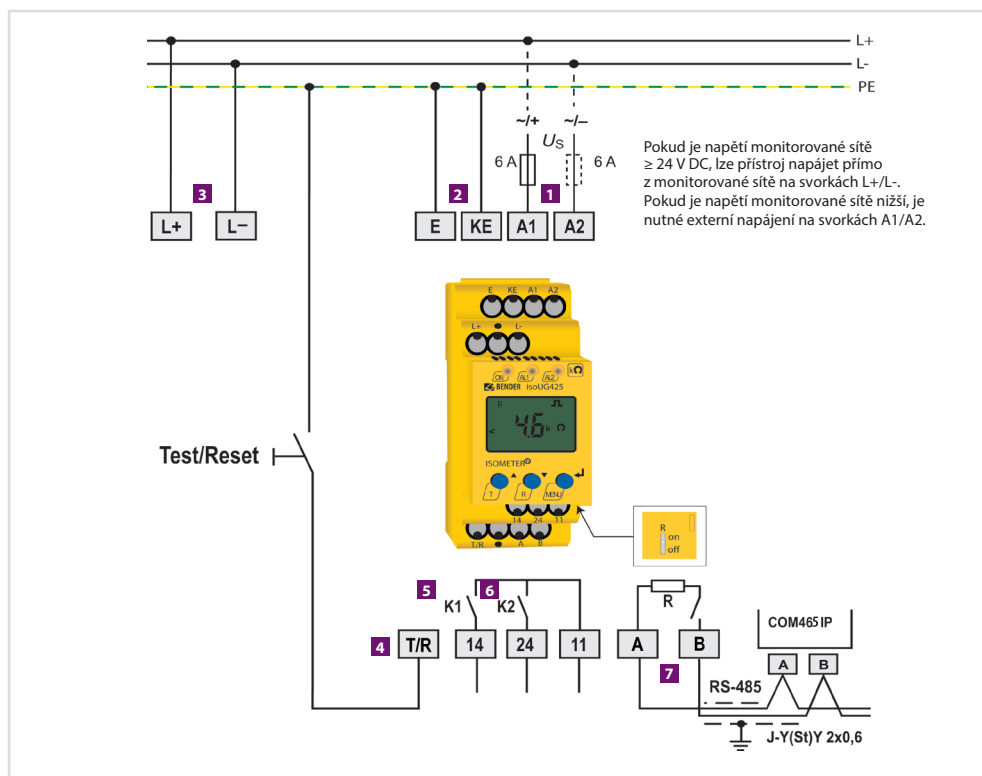 L+
L-
PE
~/+
~/–
US
6 A
6 A
3
2
1
L+
L–
E
KE
A1
A2
Pokud je napětí monitorované sítě
≥ 24 V DC, lze přístroj napájet přímo
z monitorované sítě na svorkách L+/L-.
Pokud je napětí monitorované sítě nižší, je
nutné externí napájení na svorkách A1/A2.
E KE A1 A2
L+ L-
ON AL1 AL2 kΩ
BENDER isoUG425
R
< 4.6 k Ω
ISOMETER®
T R MENU
14 24 11
T/R A B
R
on
off
Test/Reset
5
K1
6
K2
R
4
T/R
14
24
11
A
B
7
COM465 IP
A
B
RS-485
J-Y(St)Y 2x0,6